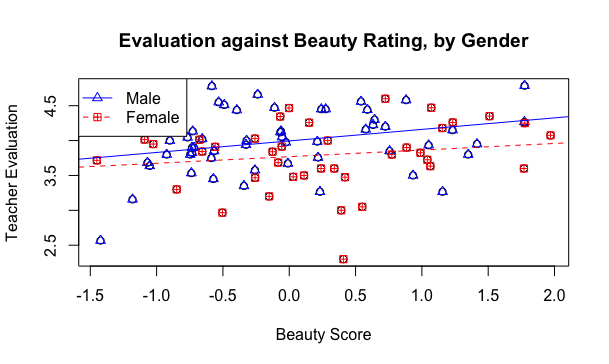 Evaluation against Beauty Rating, by Gender
Male
Female
Teacher Evaluation
4.5
3.5
2.5
-1.5 -1.0 -0.5 0.0 0.5 1.0 1.5 2.0
Beauty Score